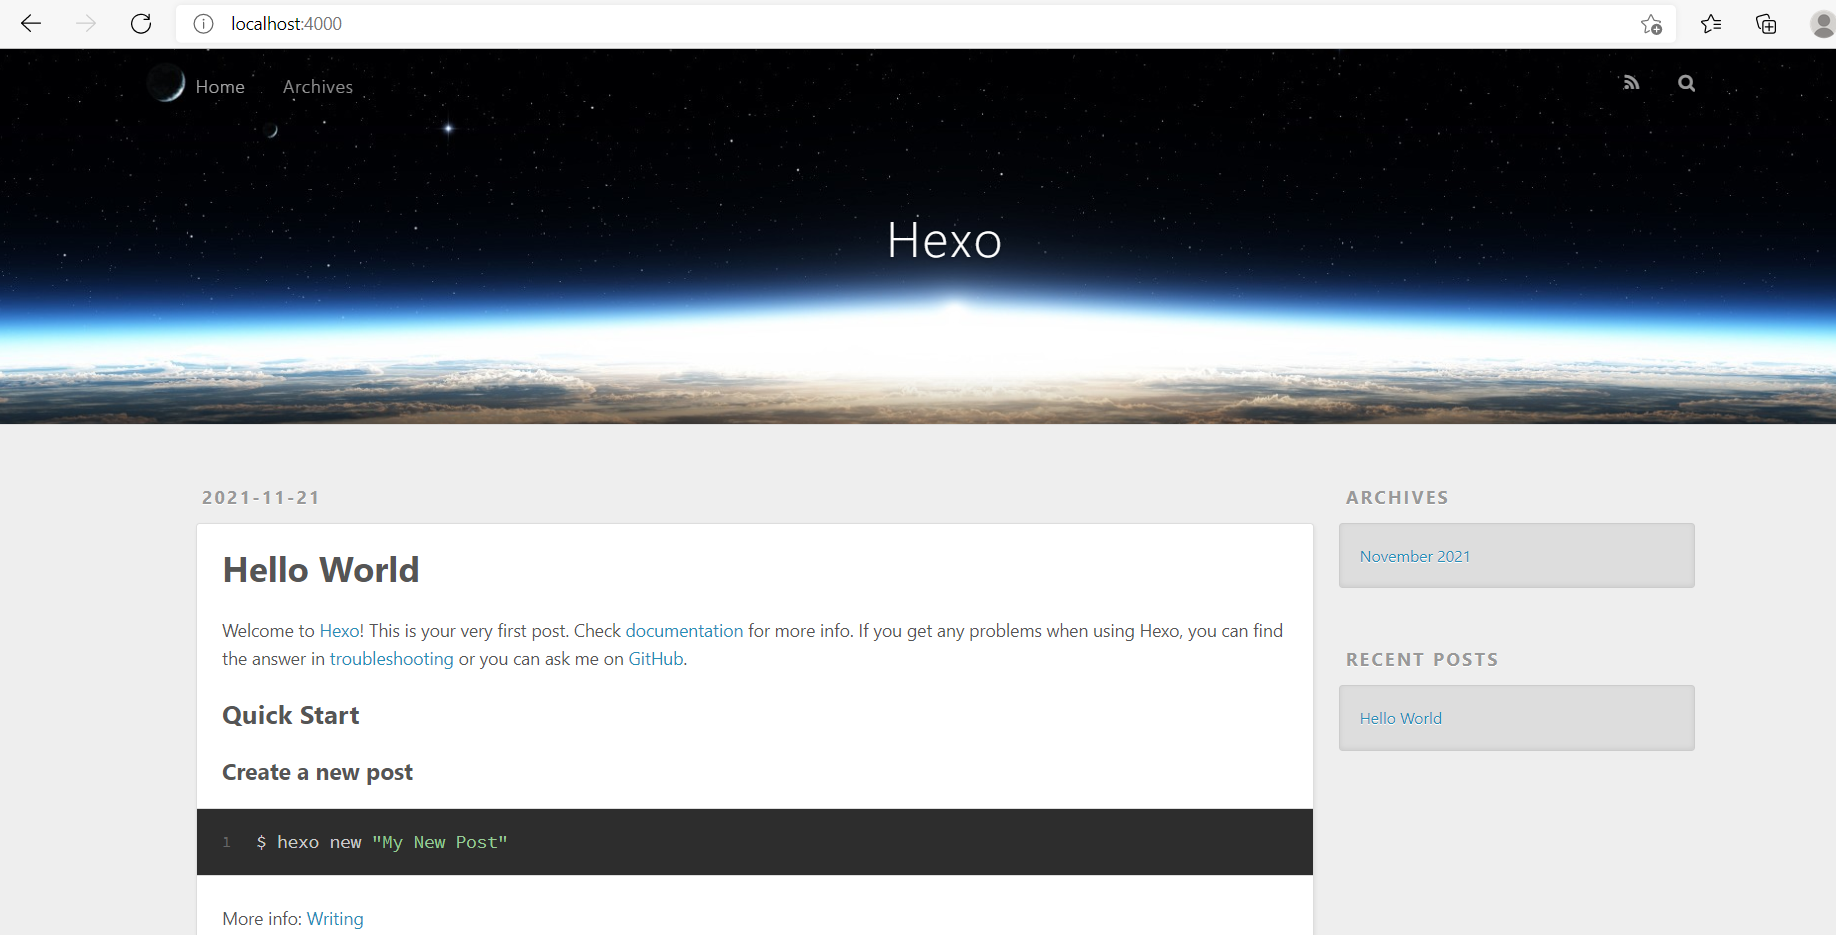 localhost:4000
Home Archives
Hexo
2021-11-21
Hello World
Welcome to Hexo! This is your very first post. Check documentation for more info. If you get any problems when using Hexo, you can find
the answer in troubleshooting or you can ask me on GitHub.
Quick Start
Create a new post
1 $ hexo new "My New Post"
More info: Writing
ARCHIVES
November 2021
RECENT POSTS
Hello World